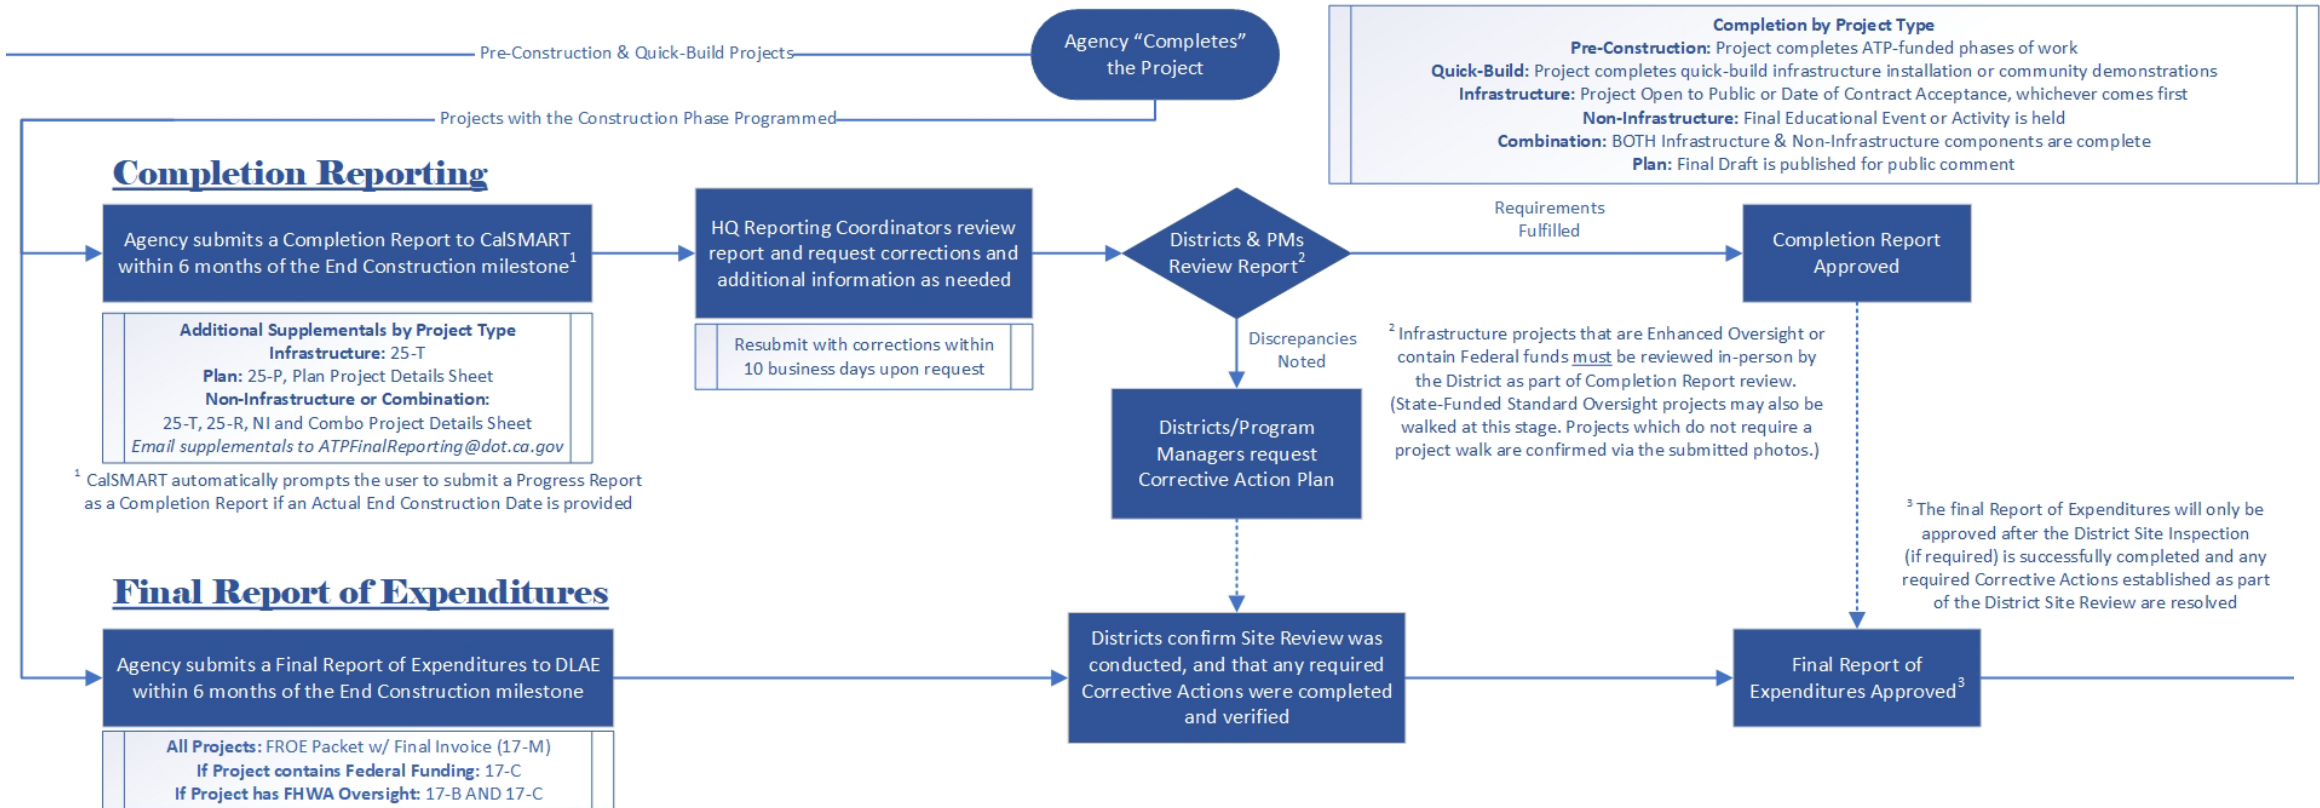 Pre-Construction & Quick-Build Projects
Agency “Completes”
the Project
Completion by Project Type
Pre-Construction: Project completes ATP-funded phases of work
Quick-Build: Project completes quick-build infrastructure installation or community demonstrations
Infrastructure: Project Open to Public or Date of Contract Acceptance, whichever comes first
Non-Infrastructure: Final Educational Event or Activity is held
Combination: BOTH Infrastructure & Non-Infrastructure components are complete
Plan: Final Draft is published for public comment
Projects with the Construction Phase Programmed
Completion Reporting
Agency submits a Completion Report to CalSMART
within 6 months of the End Construction milestone¹
HQ Reporting Coordinators review
report and request corrections and
additional information as needed
Districts & PMs
Review Report²
Requirements
Fulfilled
Completion Report
Approved
Additional Supplementals by Project Type
Infrastructure: 25-T
Plan: 25-P, Plan Project Details Sheet
Non-Infrastructure or Combination:
25-T, 25-R, NI and Combo Project Details Sheet
Email supplementals to ATPFinalReporting@dot.ca.gov
Resubmit with corrections within
10 business days upon request
Discrepancies
Noted
² Infrastructure projects that are Enhanced Oversight or
contain Federal funds must be reviewed in-person by
the District as part of Completion Report review.
(State-Funded Standard Oversight projects may also be
walked at this stage. Projects which do not require a
project walk are confirmed via the submitted photos.)
Districts/Program
Managers request
Corrective Action Plan
¹ CalSMART automatically prompts the user to submit a Progress Report
as a Completion Report if an Actual End Construction Date is provided
³ The final Report of Expenditures will only be
approved after the District Site Inspection
(if required) is successfully completed and any
required Corrective Actions established as part
of the District Site Review are resolved
Final Report of Expenditures
Agency submits a Final Report of Expenditures to DLAE
within 6 months of the End Construction milestone
Districts confirm Site Review was
conducted, and that any required
Corrective Actions were completed
and verified
Final Report of
Expenditures Approved³
All Projects: FROE Packet w/ Final Invoice (17-M)
If Project contains Federal Funding: 17-C
If Project has FHWA Oversight: 17-B AND 17-C